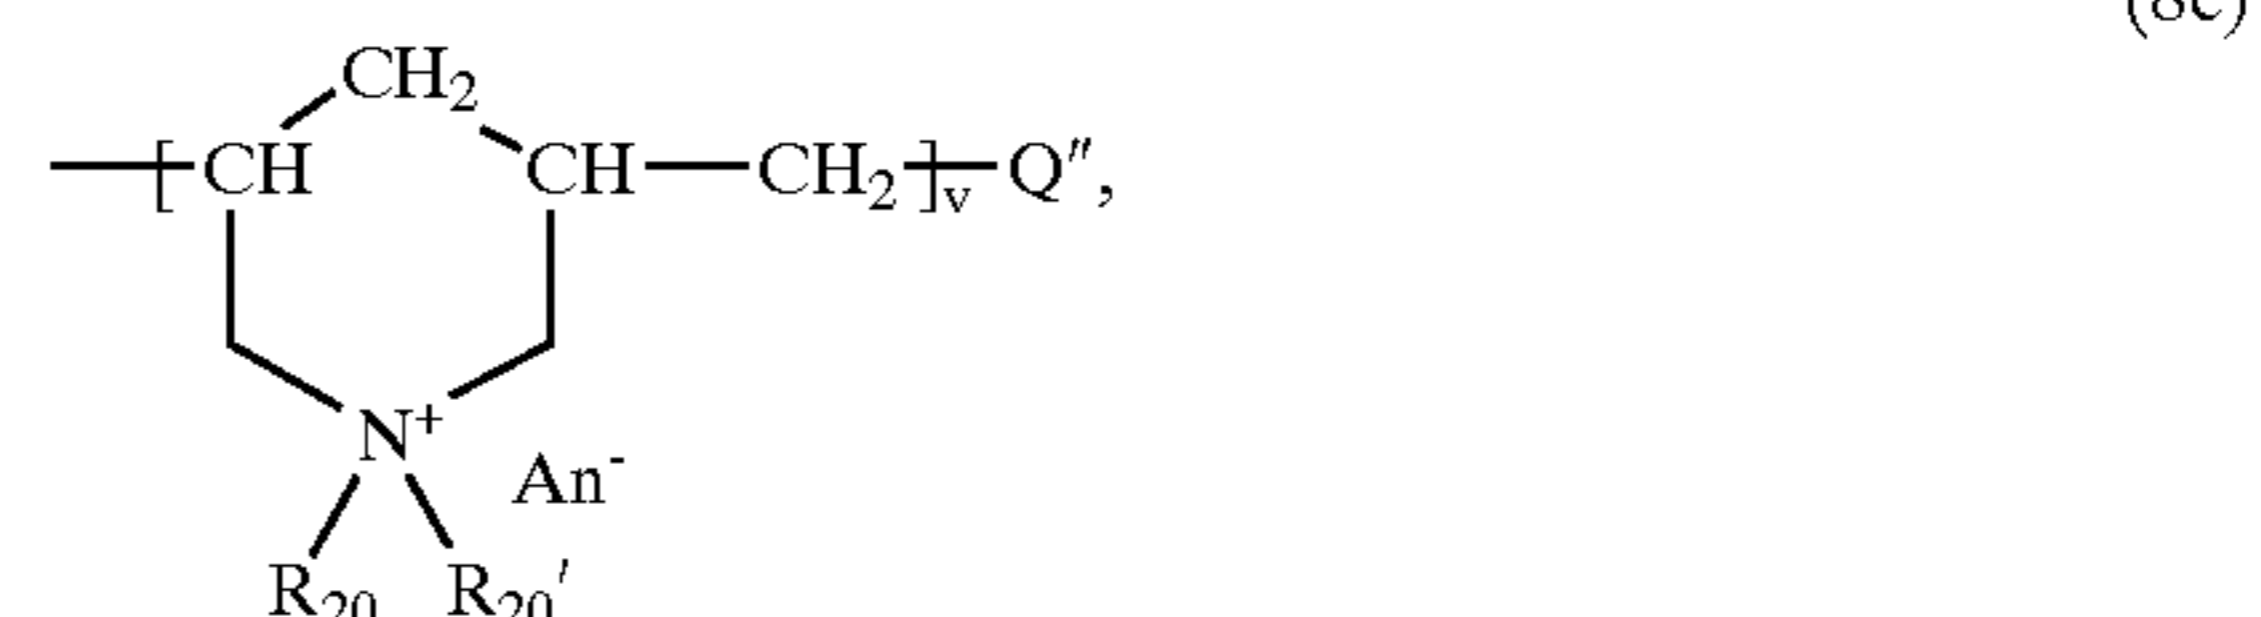 (8c)
CH2
[CH CH—CH2]v—Q″,
N+
An-
R20 R20′